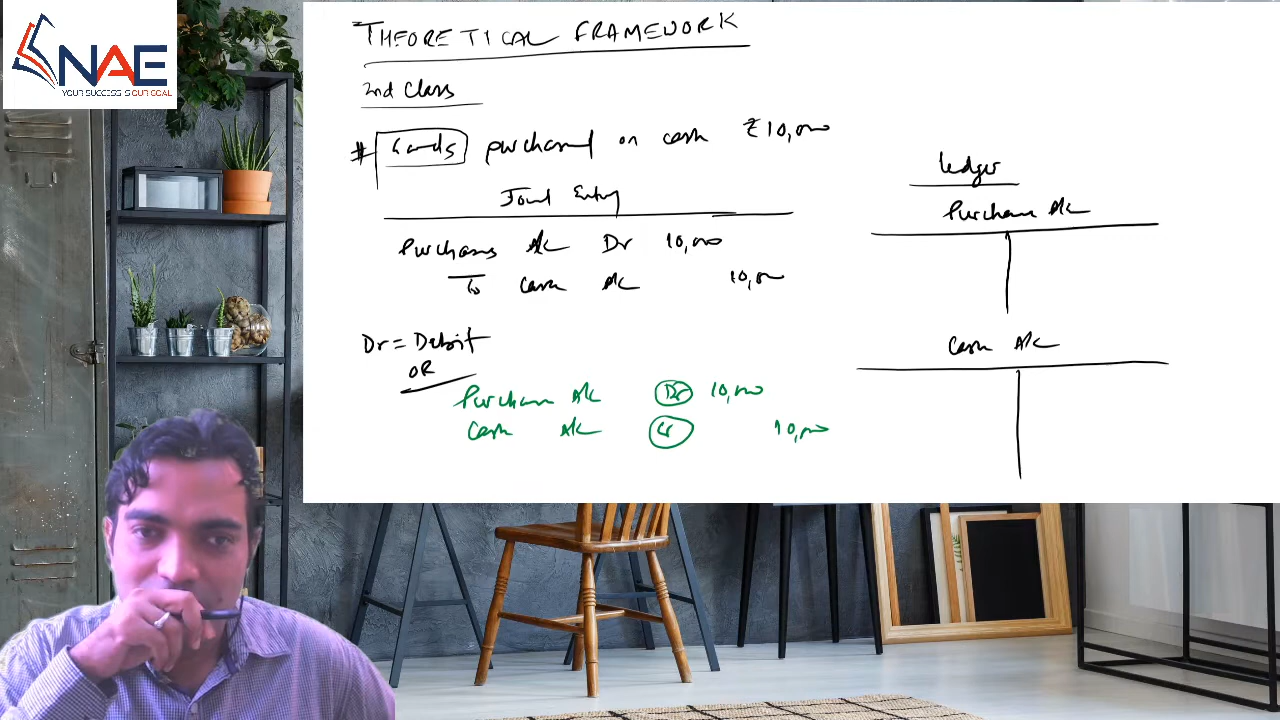 NAE
YOUR SUCCESS IS OUR GOAL
THEORETICAL FRAMEWORK
2nd Class
# Goods purchased on cash ₹10,000
Journal Entry
Purchases A/c Dr 10,000
To Cash A/c 10,000
Dr = Debit
OR
Purchase A/c Dr 10,000
Cash A/c Cr 10,000
Ledger
Purchase A/c
Cash A/c